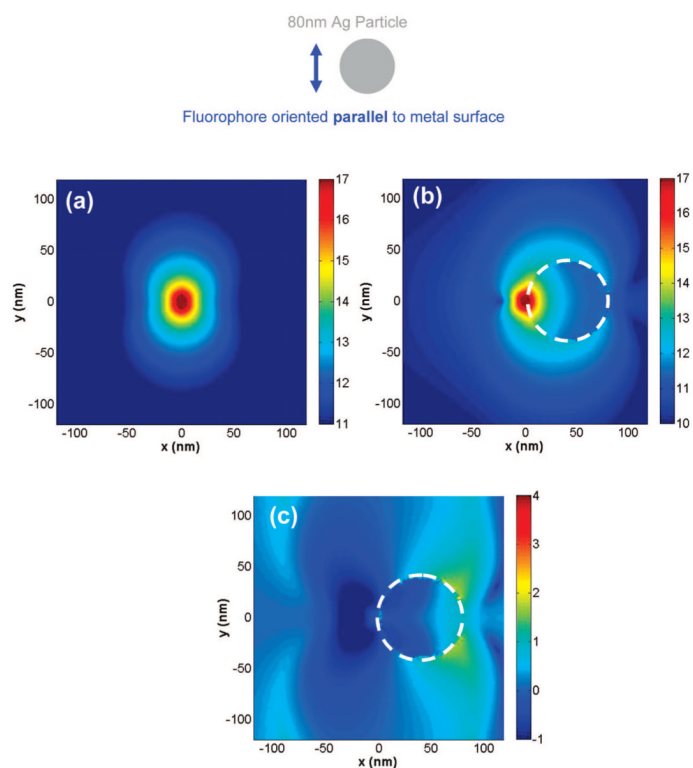 80nm Ag Particle
Fluorophore oriented parallel to metal surface
(a)
100
50
0
-50
-100
y (nm)
-100 -50 0 50 100
x (nm)
17
16
15
14
13
12
11
(b)
100
50
0
-50
-100
y (nm)
-100 -50 0 50 100
x (nm)
17
16
15
14
13
12
11
10
(c)
100
50
0
-50
-100
y (nm)
-100 -50 0 50 100
x (nm)
4
3
2
1
0
-1